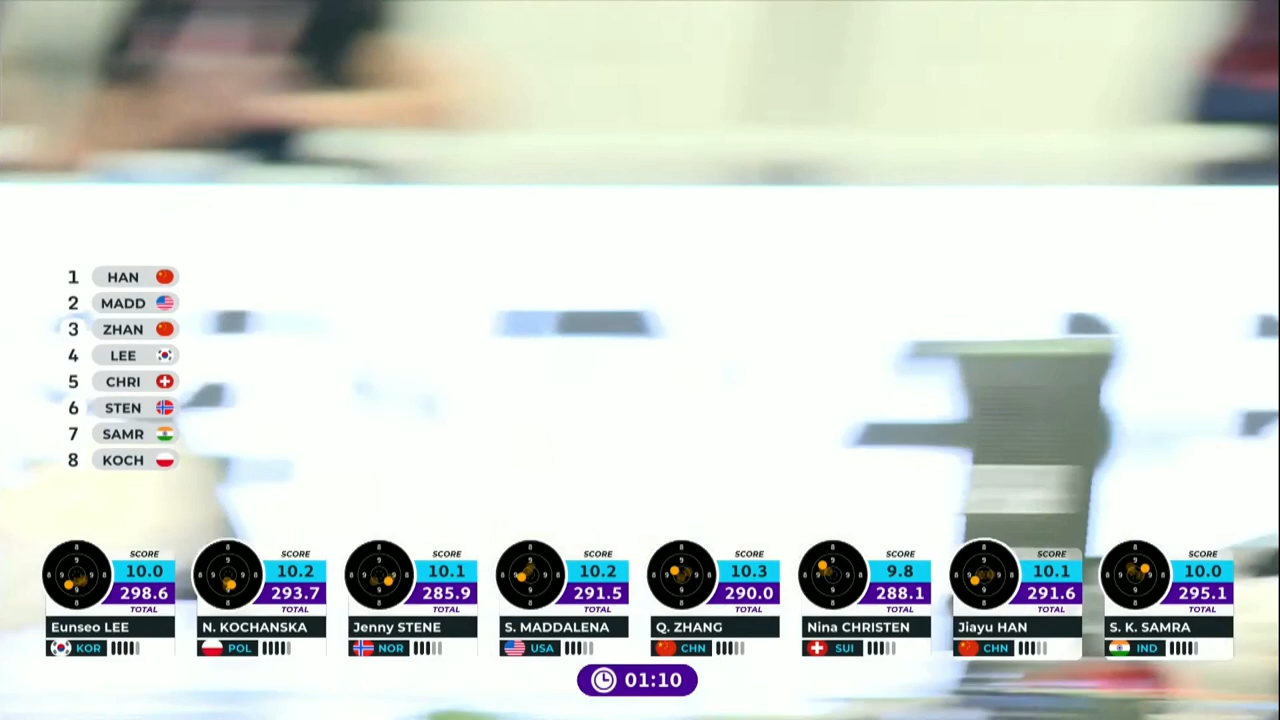 1 HAN
2 MADD
3 ZHAN
4 LEE
5 CHRI
6 STEN
7 SAMR
8 KOCH
SCORE SCORE SCORE SCORE SCORE SCORE SCORE SCORE
10.0 10.2 10.1 10.2 10.3 9.8 10.1 10.0
298.6 293.7 285.9 291.5 290.0 288.1 291.6 295.1
TOTAL TOTAL TOTAL TOTAL TOTAL TOTAL TOTAL TOTAL
Eunseo LEE N. KOCHANSKA Jenny STENE S. MADDALENA Q. ZHANG Nina CHRISTEN Jiayu HAN S. K. SAMRA
KOR POL NOR USA CHN SUI CHN IND
01:10